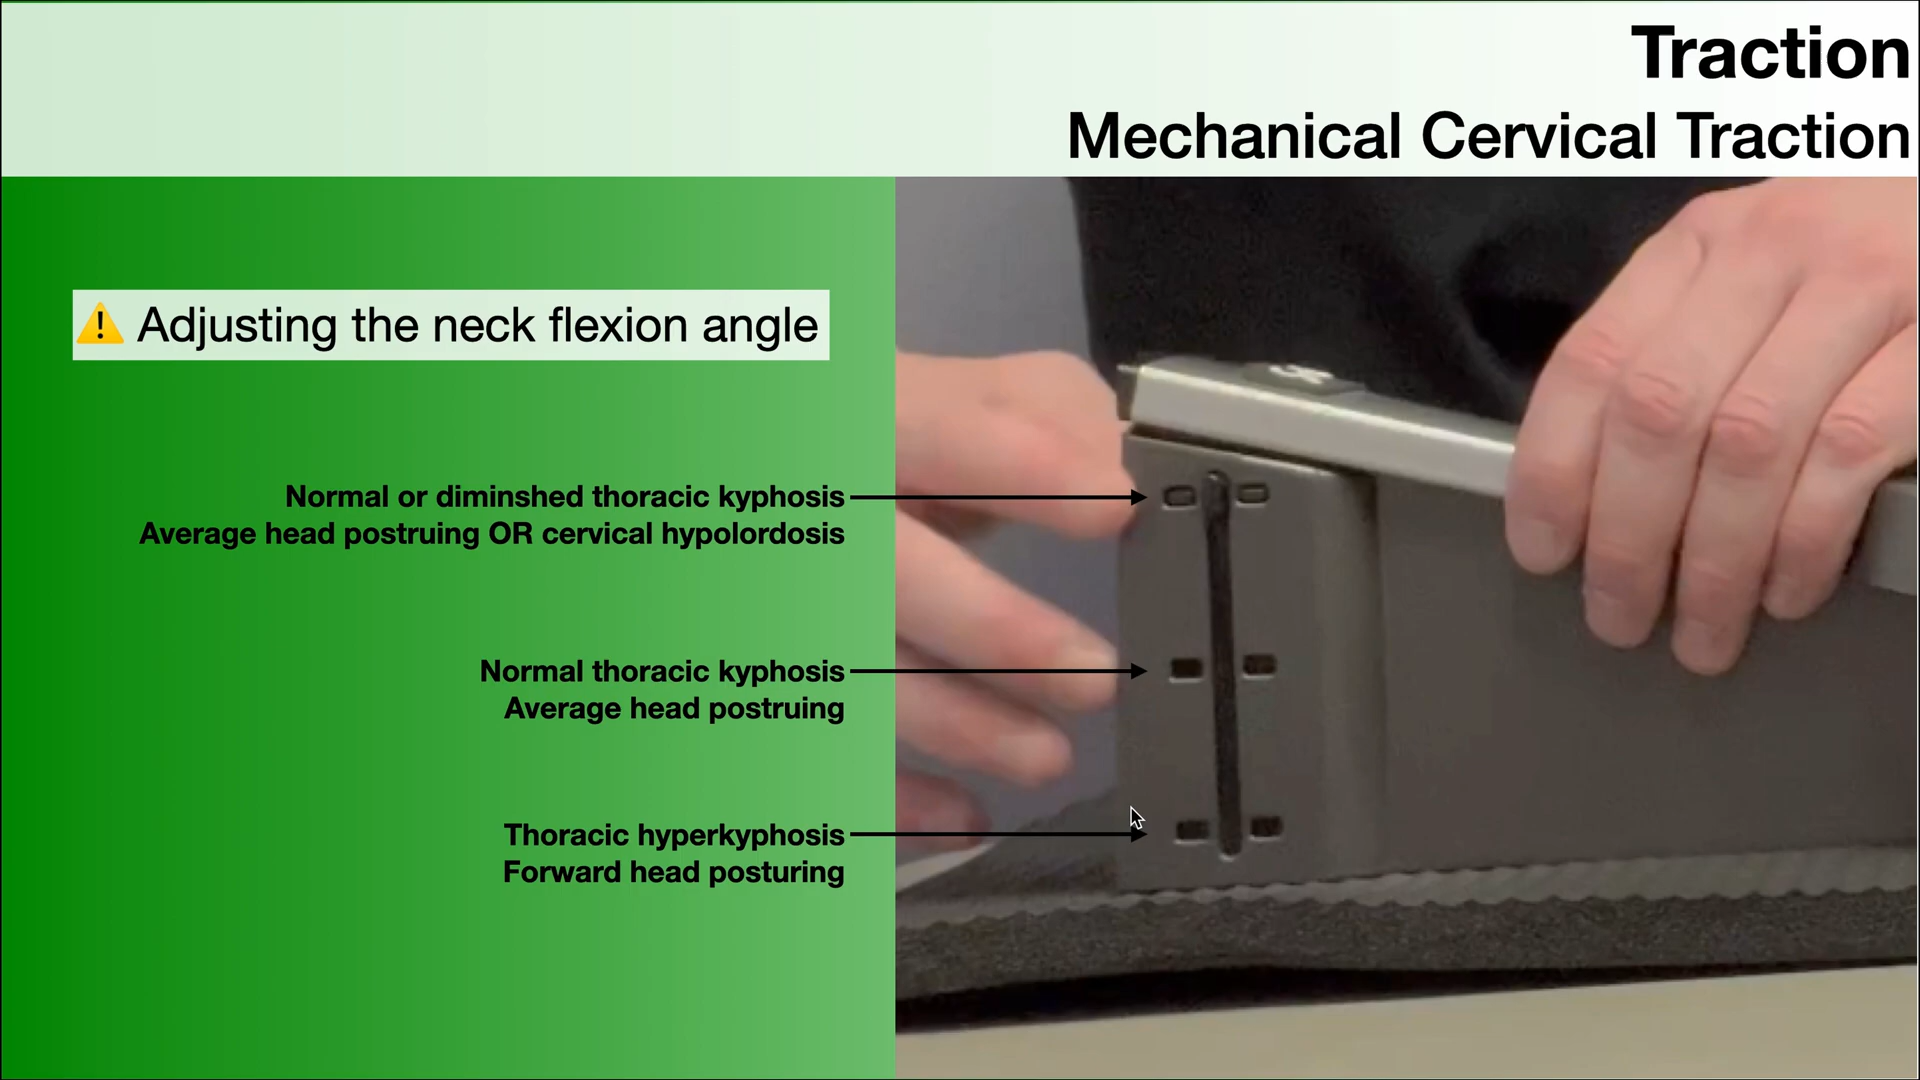 Traction
Mechanical Cervical Traction
⚠️ Adjusting the neck flexion angle
Normal or diminshed thoracic kyphosis
Average head postruing OR cervical hypolordosis
Normal thoracic kyphosis
Average head postruing
Thoracic hyperkyphosis
Forward head posturing